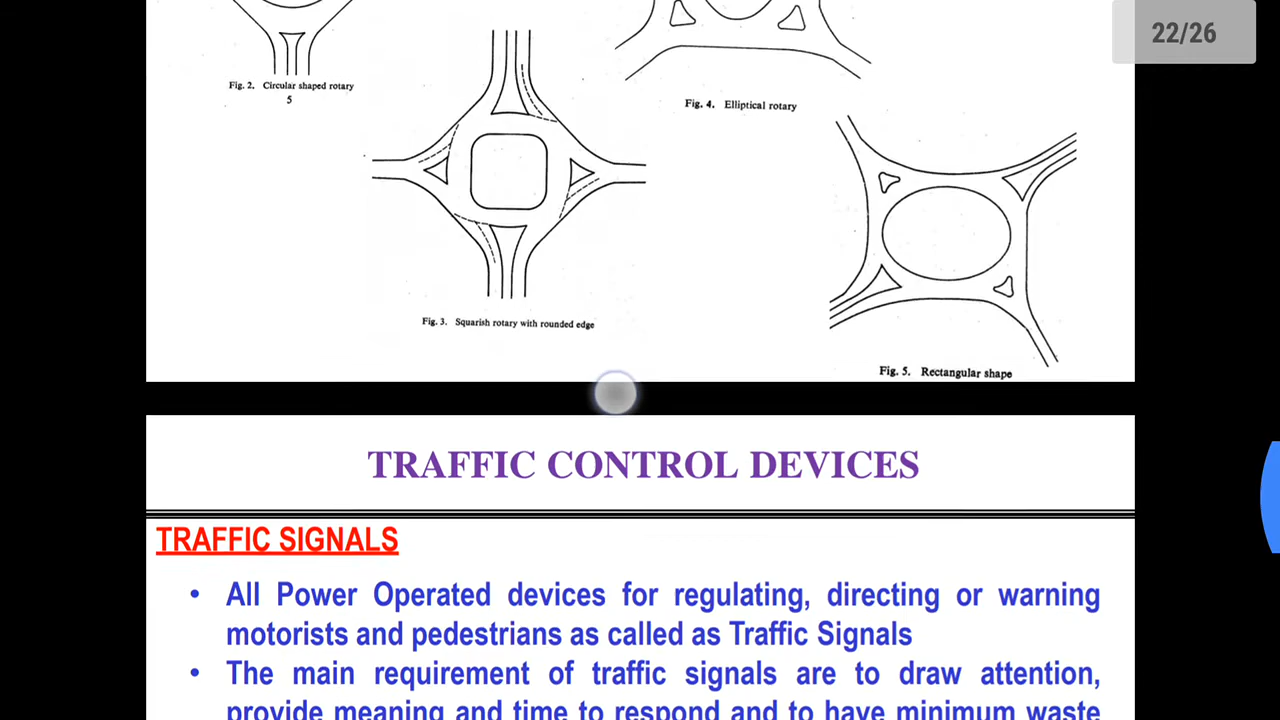 22/26
Fig. 2. Circular shaped rotary
5
Fig. 4. Elliptical rotary
Fig. 3. Squarish rotary with rounded edge
Fig. 5. Rectangular shape
TRAFFIC CONTROL DEVICES
TRAFFIC SIGNALS
• All Power Operated devices for regulating, directing or warning
motorists and pedestrians as called as Traffic Signals
• The main requirement of traffic signals are to draw attention,
provide meaning and time to respond and to have minimum waste